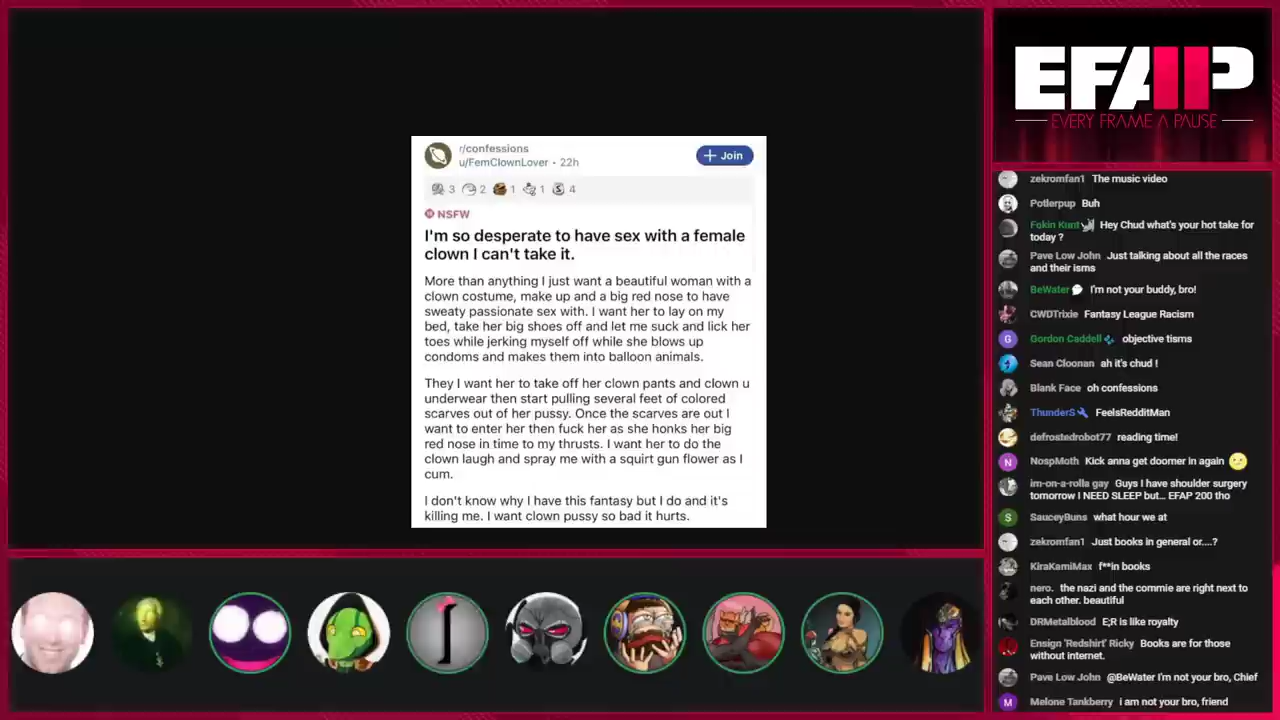 r/confessions
u/FemClownLover • 22h
Join
3 2 1 1 4
NSFW
I'm so desperate to have sex with a female
clown I can't take it.
More than anything I just want a beautiful woman with a
clown costume, make up and a big red nose to have
sweaty passionate sex with. I want her to lay on my
bed, take her big shoes off and let me suck and lick her
toes while jerking myself off while she blows up
condoms and makes them into balloon animals.
They I want her to take off her clown pants and clown u
underwear then start pulling several feet of colored
scarves out of her pussy. Once the scarves are out I
want to enter her then fuck her as she honks her big
red nose in time to my thrusts. I want her to do the
clown laugh and spray me with a squirt gun flower as I
cum.
I don't know why I have this fantasy but I do and it's
killing me. I want clown pussy so bad it hurts.
EFAP
EVERY FRAME A PAUSE
zekromfan1 The music video
Potlerpup Buh
Fokin Kunt Hey Chud what's your hot take for
today ?
Pave Low John Just talking about all the races
and their isms
BeWater I'm not your buddy, bro!
CWDTrixie Fantasy League Racism
G Gordon Caddell objective tisms
Sean Cloonan ah it's chud !
Blank Face oh confessions
ThunderS FeelsRedditMan
defrostedrobot77 reading time!
N NospMoth Kick anna get doomer in again
im-on-a-rolla gay Guys I have shoulder surgery
tomorrow I NEED SLEEP but... EFAP 200 tho
S SauceyBuns what hour we at
zekromfan1 Just books in general or....?
KiraKamiMax f**in books
nero. the nazi and the commie are right next to
each other. beautiful
DRMetalblood E;R is like royalty
Ensign 'Redshirt' Ricky Books are for those
without internet.
Pave Low John @BeWater I'm not your bro, Chief
M Melone Tankberry i am not your bro, friend